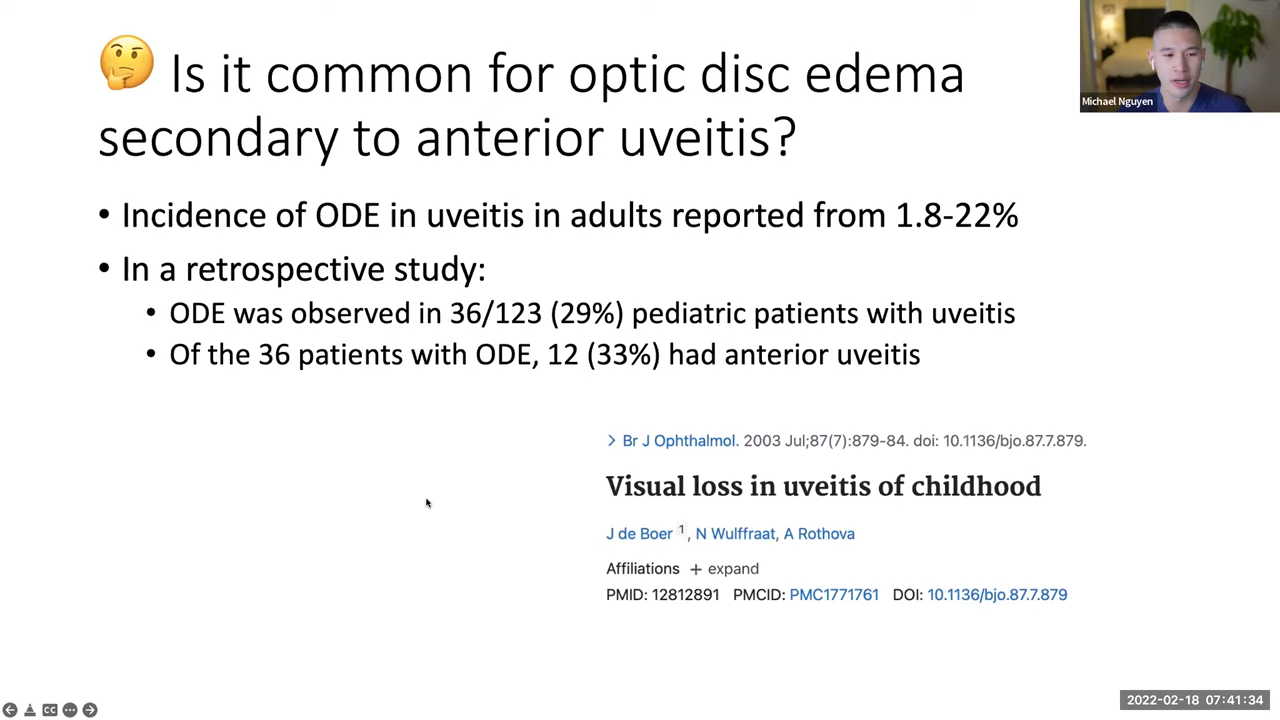 Is it common for optic disc edema
secondary to anterior uveitis?
Michael Nguyen
• Incidence of ODE in uveitis in adults reported from 1.8-22%
• In a retrospective study:
• ODE was observed in 36/123 (29%) pediatric patients with uveitis
• Of the 36 patients with ODE, 12 (33%) had anterior uveitis
> Br J Ophthalmol. 2003 Jul;87(7):879-84. doi: 10.1136/bjo.87.7.879.
Visual loss in uveitis of childhood
J de Boer 1, N Wulffraat, A Rothova
Affiliations + expand
PMID: 12812891 PMCID: PMC1771761 DOI: 10.1136/bjo.87.7.879
CC
2022-02-18 07:41:34